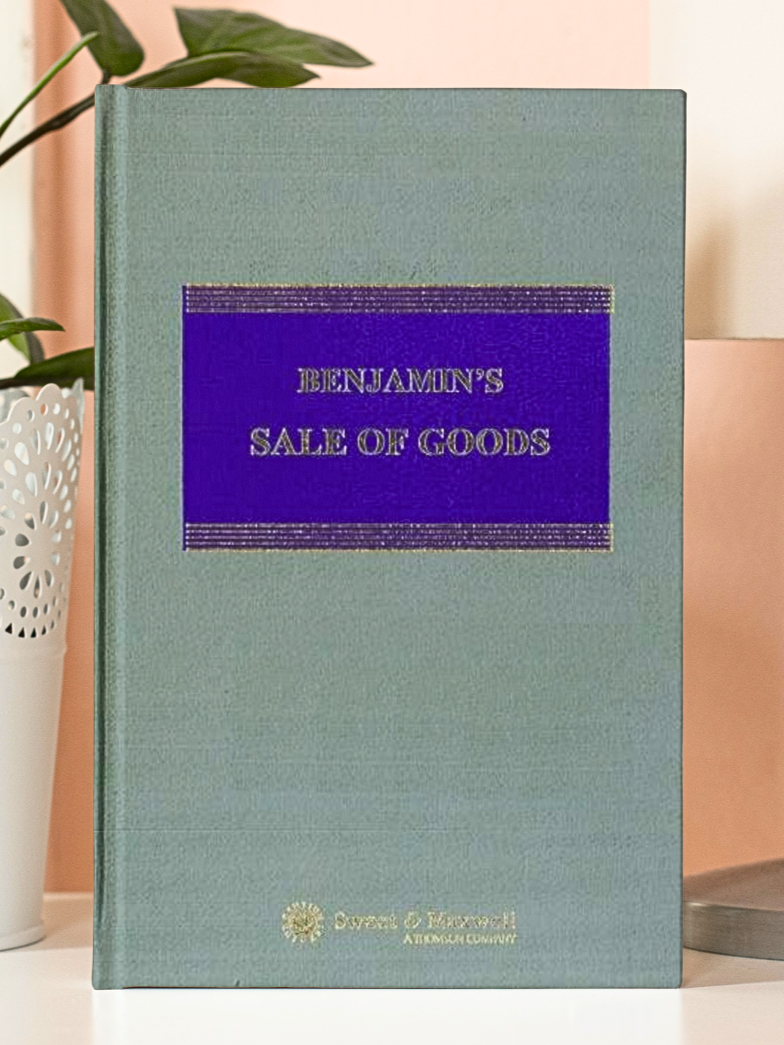 BENJAMIN'S
SALE OF GOODS
Sweet & Maxwell
A THOMSON COMPANY